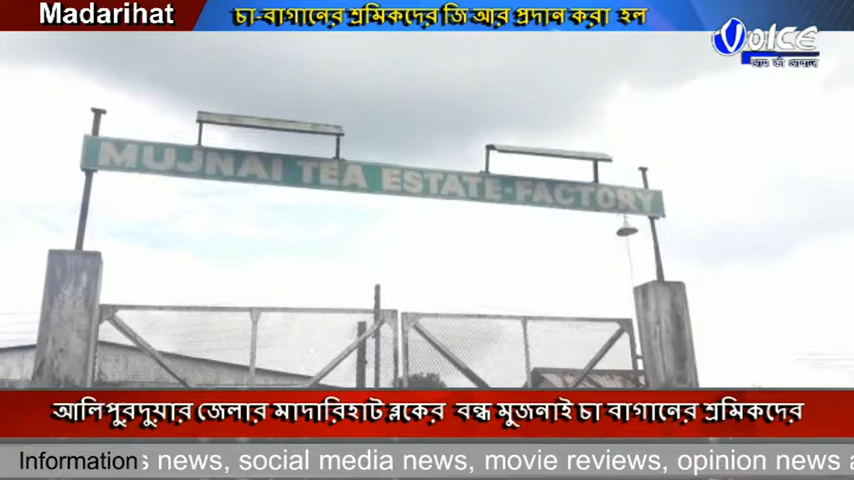 Madarihat
চা-বাগানের শ্রমিকদের জি আর প্রদান করা হল
VOICE
MUJNAI TEA ESTATE-FACTORY
আলিপুরদুয়ার জেলার মাদারিহাট ব্লকের বন্ধ মুজনাই চা বাগানের শ্রমিকদের
Information s news, social media news, movie reviews, opinion news a